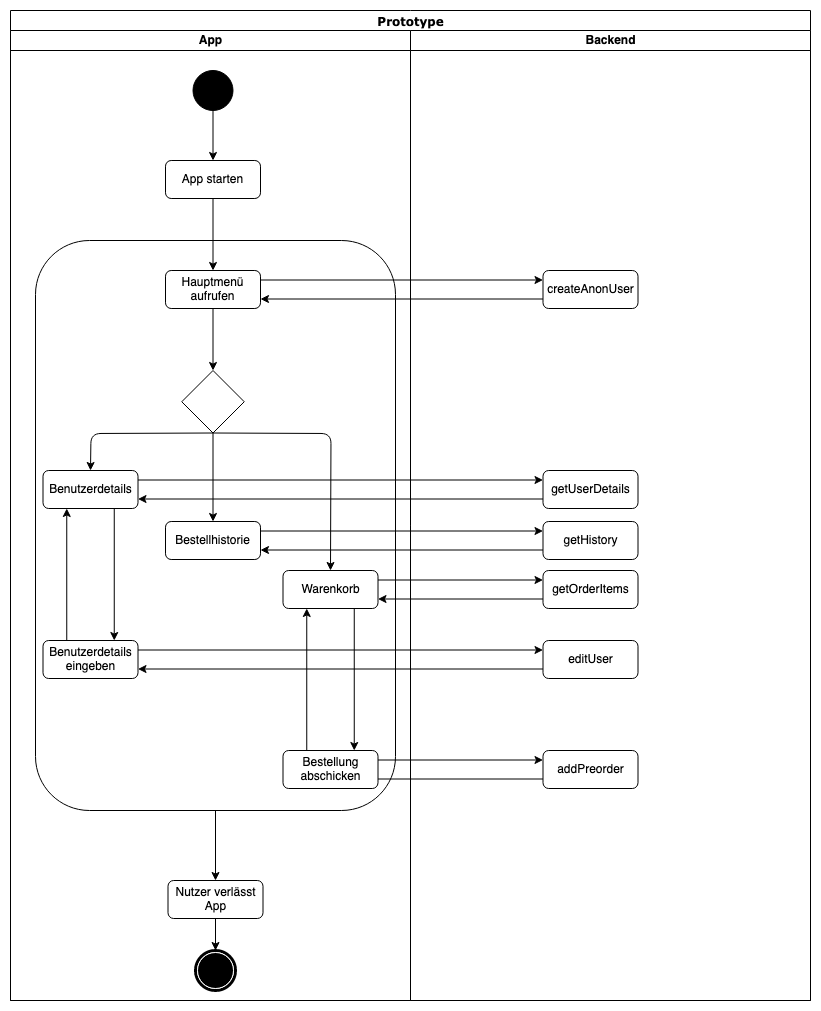 Prototype
App
Backend
App starten
Hauptmenü
aufrufen
createAnonUser
Benutzerdetails
getUserDetails
Bestellhistorie
getHistory
Warenkorb
getOrderItems
Benutzerdetails
eingeben
editUser
Bestellung
abschicken
addPreorder
Nutzer verlässt
App